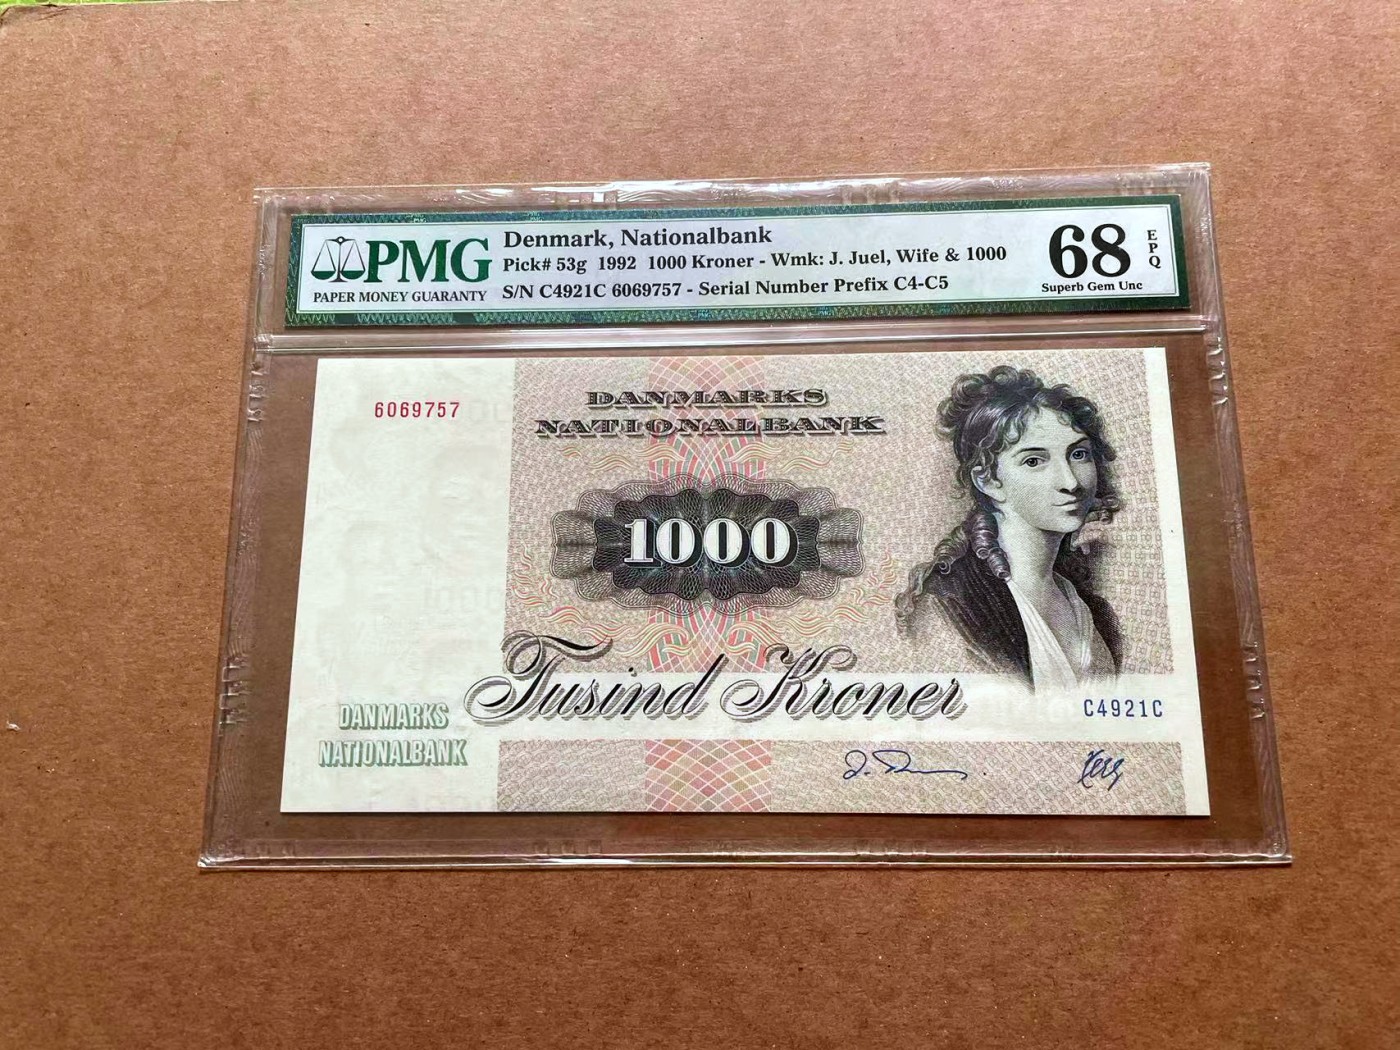 PMG
PAPER MONEY GUARANTY
Denmark, Nationalbank
Pick# 53g 1992 1000 Kroner - Wmk: J. Juel, Wife & 1000
S/N C4921C 6069757 - Serial Number Prefix C4-C5
68
EPQ
Superb Gem Unc
6069757
DANMARKS
NATIONALBANK
1000
Tusind Kroner
DANMARKS
NATIONALBANK
C4921C